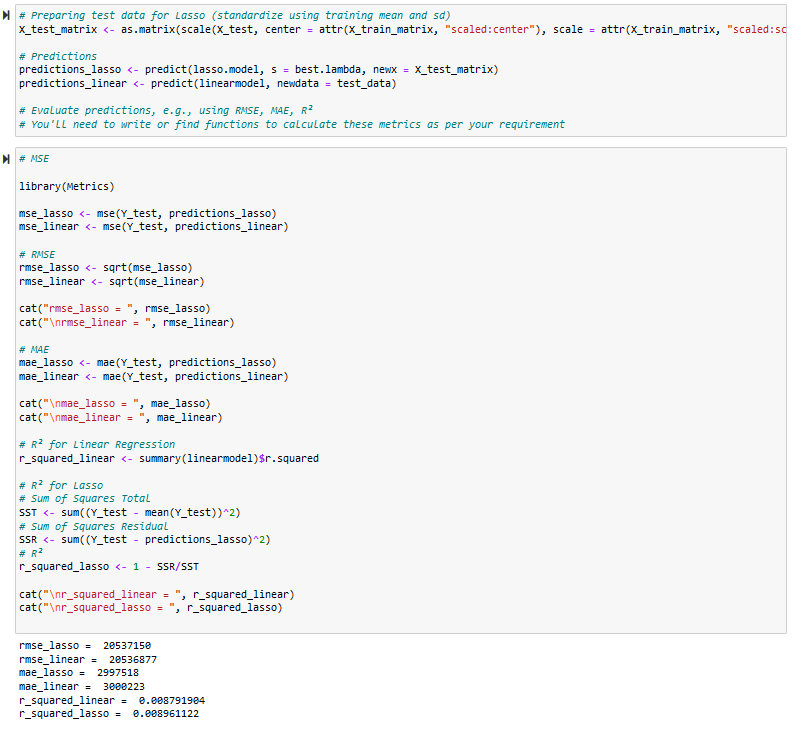 # Preparing test data for Lasso (standardize using training mean and sd)
X_test_matrix <- as.matrix(scale(X_test, center = attr(X_train_matrix, "scaled:center"), scale = attr(X_train_matrix, "scaled:sc
# Predictions
predictions_lasso <- predict(lasso.model, s = best.lambda, newx = X_test_matrix)
predictions_linear <- predict(linearmodel, newdata = test_data)
# Evaluate predictions, e.g., using RMSE, MAE, R²
# You'll need to write or find functions to calculate these metrics as per your requirement
# MSE
library(Metrics)
mse_lasso <- mse(Y_test, predictions_lasso)
mse_linear <- mse(Y_test, predictions_linear)
# RMSE
rmse_lasso <- sqrt(mse_lasso)
rmse_linear <- sqrt(mse_linear)
cat("rmse_lasso = ", rmse_lasso)
cat("\nrmse_linear = ", rmse_linear)
# MAE
mae_lasso <- mae(Y_test, predictions_lasso)
mae_linear <- mae(Y_test, predictions_linear)
cat("\nmae_lasso = ", mae_lasso)
cat("\nmae_linear = ", mae_linear)
# R² for Linear Regression
r_squared_linear <- summary(linearmodel)$r.squared
# R² for Lasso
# Sum of Squares Total
SST <- sum((Y_test - mean(Y_test))^2)
# Sum of Squares Residual
SSR <- sum((Y_test - predictions_lasso)^2)
# R²
r_squared_lasso <- 1 - SSR/SST
cat("\nr_squared_linear = ", r_squared_linear)
cat("\nr_squared_lasso = ", r_squared_lasso)
rmse_lasso =  20537150
rmse_linear =  20536877
mae_lasso =  2997518
mae_linear =  3000223
r_squared_linear =  0.008791904
r_squared_lasso =  0.008961122